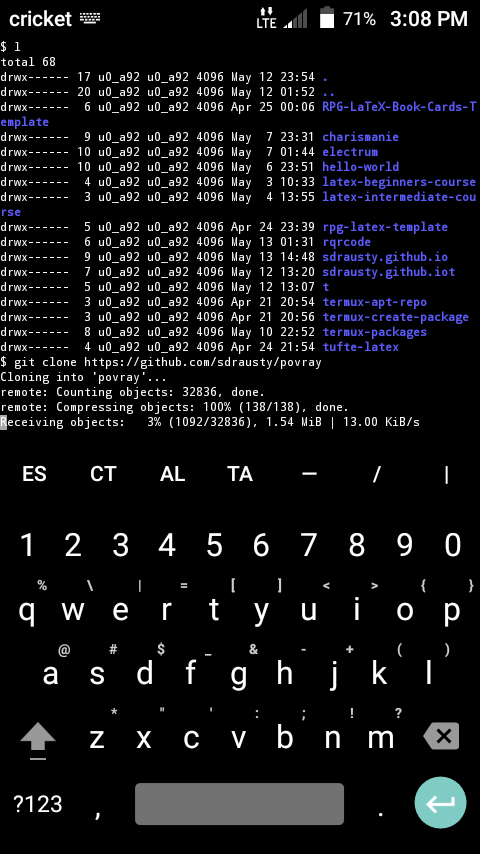 cricket LTE 71% 3:08 PM
$ l
total 68
drwx------ 17 u0_a92 u0_a92 4096 May 12 23:54 .
drwx------ 20 u0_a92 u0_a92 4096 May 12 01:52 ..
drwx------  6 u0_a92 u0_a92 4096 Apr 25 00:06 RPG-LaTeX-Book-Cards-T
emplate
drwx------  9 u0_a92 u0_a92 4096 May  7 23:31 charismanie
drwx------ 10 u0_a92 u0_a92 4096 May  7 01:44 electrum
drwx------ 10 u0_a92 u0_a92 4096 May  6 23:51 hello-world
drwx------  4 u0_a92 u0_a92 4096 May  3 10:33 latex-beginners-course
drwx------  3 u0_a92 u0_a92 4096 May  4 13:55 latex-intermediate-cou
rse
drwx------  5 u0_a92 u0_a92 4096 Apr 24 23:39 rpg-latex-template
drwx------  6 u0_a92 u0_a92 4096 May 13 01:31 rqrcode
drwx------  9 u0_a92 u0_a92 4096 May 13 14:48 sdrausty.github.io
drwx------  7 u0_a92 u0_a92 4096 May 12 13:20 sdrausty.github.iot
drwx------  5 u0_a92 u0_a92 4096 May 12 13:07 t
drwx------  3 u0_a92 u0_a92 4096 Apr 21 20:54 termux-apt-repo
drwx------  3 u0_a92 u0_a92 4096 Apr 21 20:56 termux-create-package
drwx------  8 u0_a92 u0_a92 4096 May 10 22:52 termux-packages
drwx------  4 u0_a92 u0_a92 4096 Apr 24 21:54 tufte-latex
$ git clone https://github.com/sdrausty/povray
Cloning into 'povray'...
remote: Counting objects: 32836, done.
remote: Compressing objects: 100% (138/138), done.
Receiving objects:   3% (1092/32836), 1.54 MiB | 13.00 KiB/s
ES CT AL TA — / |
1 2 3 4 5 6 7 8 9 0
% \ | = [ ] < > { }
q w e r t y u i o p
@ # $ _ & - + ( )
a s d f g h j k l
* " ' : ; ! ?
z x c v b n m
?123 , .